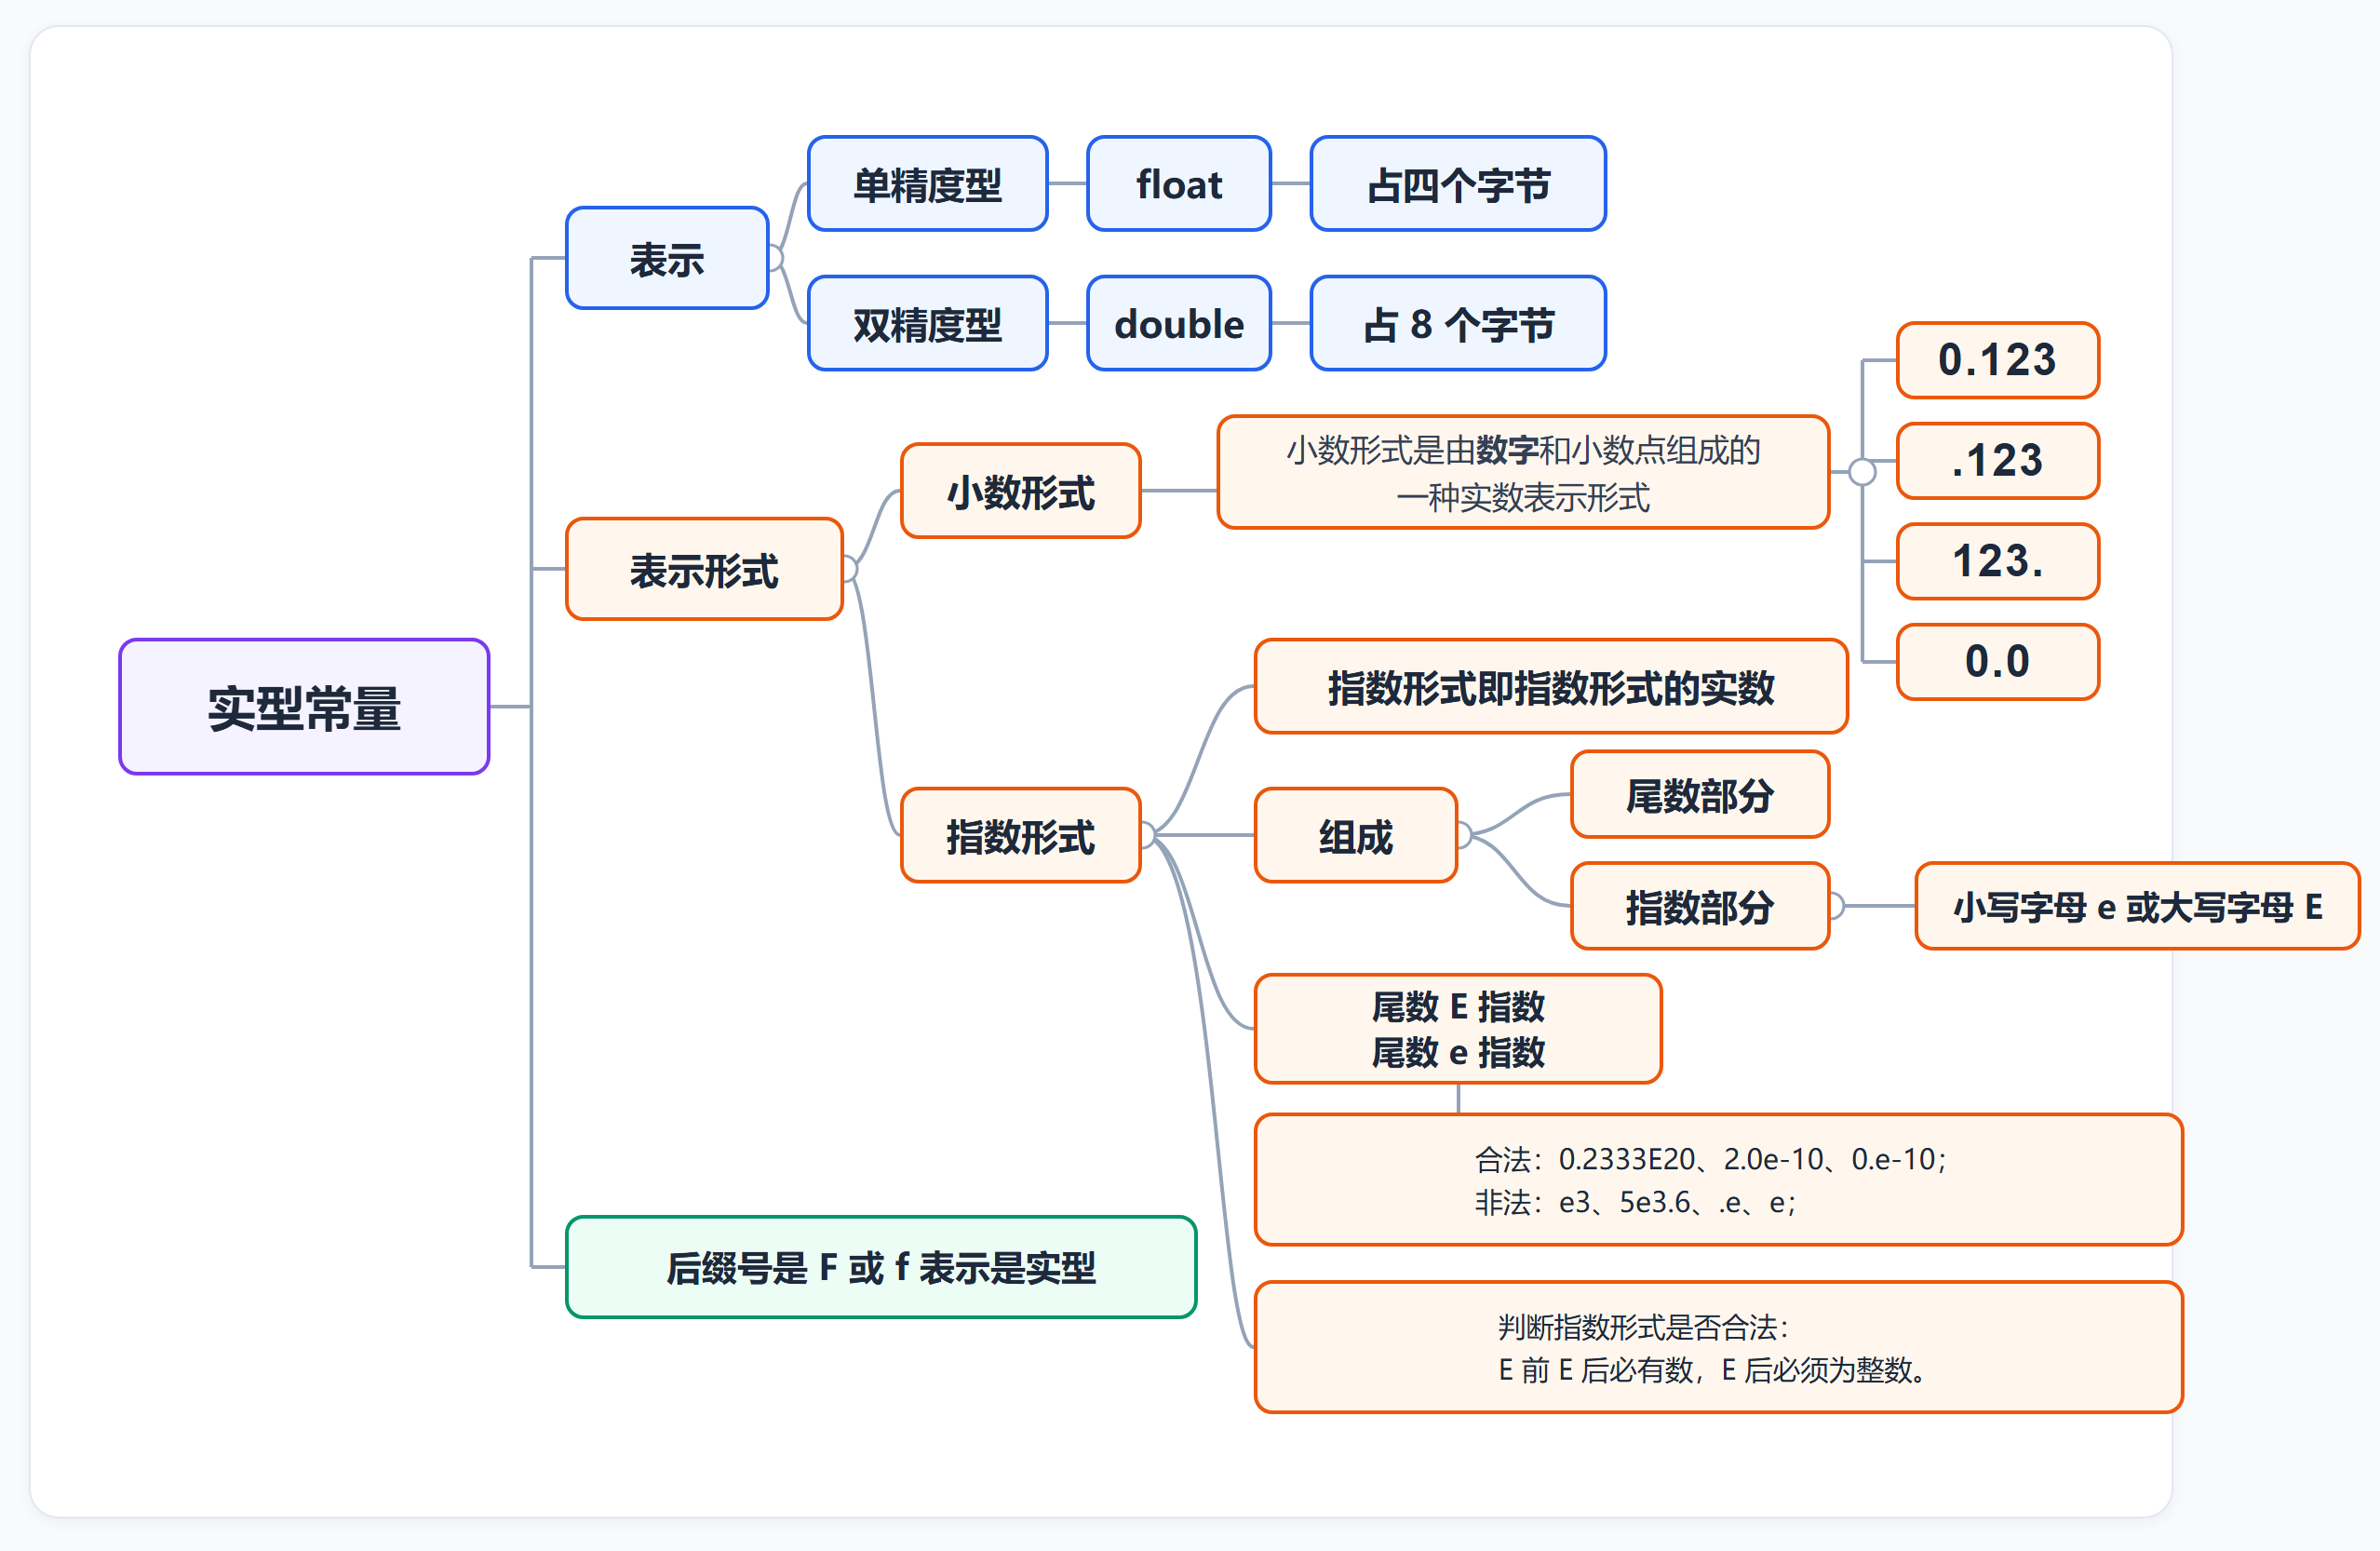 实型常量
表示
单精度型
float
占四个字节
双精度型
double
占 8 个字节
表示形式
小数形式
小数形式是由数字和小数点组成的
一种实数表示形式
0.123
.123
123.
0.0
指数形式
指数形式即指数形式的实数
组成
尾数部分
指数部分
小写字母 e 或大写字母 E
尾数 E 指数
尾数 e 指数
合法：0.2333E20、2.0e-10、0.e-10；
非法：e3、5e3.6、.e、e；
判断指数形式是否合法：
E 前 E 后必有数，E 后必须为整数。
后缀号是 F 或 f 表示是实型